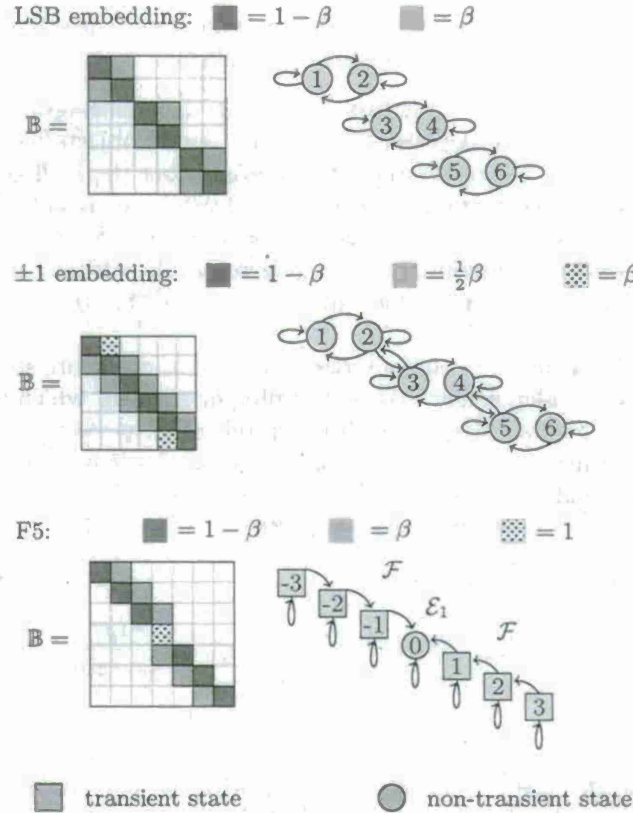 LSB embedding: = 1 − β = β
𝔹 =
1 2
3 4
5 6
±1 embedding: = 1 − β = ½β = β
𝔹 =
1 2
3 4
5 6
F5: = 1 − β = β = 1
𝔹 =
-3 ℱ
-2
-1 ℰ₁
0 ℱ
1
2
3
transient state non-transient state